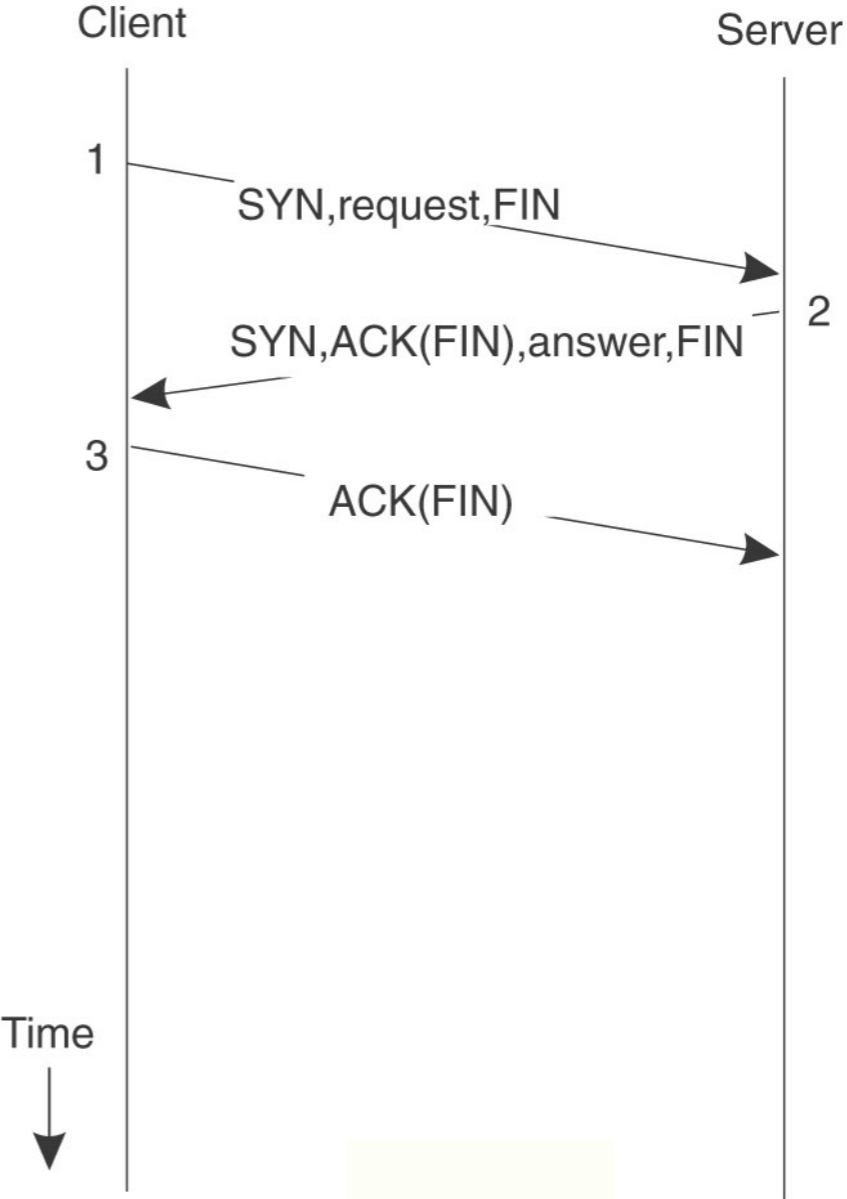 Client
Server
1
SYN,request,FIN
2
SYN,ACK(FIN),answer,FIN
3
ACK(FIN)
Time